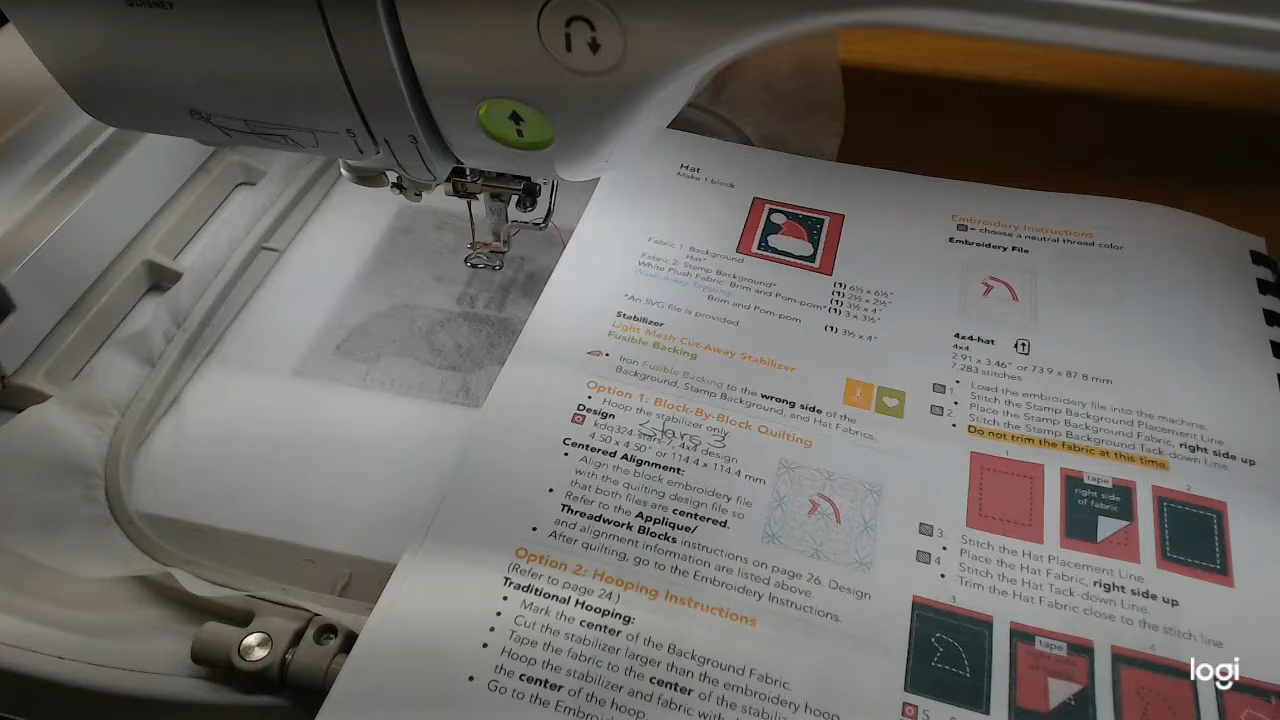 ©DISNEY
Hat
Make 1 block
Fabric 1: Background
Hat*
Fabric 2: Stamp Background*
White Plush Fabric: Brim and Pom-pom*
Wash-Away Topping:
Brim and Pom-pom
(1) 6½ x 6½"
(1) 2½ x 2½"
(1) 3½ x 4"
(1) 3 x 3½"
(1) 3½ x 4"
*An SVG file is provided
Stabilizer
Light Mesh Cut-Away Stabilizer
Fusible Backing
• Iron Fusible Backing to the wrong side of the
Background, Stamp Background, and Hat Fabrics.
Option 1: Block-By-Block Quilting
• Hoop the stabilizer only.
Stars 3
Design
kdq324-stars-7, 4x4 design
4.50 x 4.50" or 114.4 x 114.4 mm
Centered Alignment:
• Align the block embroidery file
with the quilting design file so
that both files are centered.
• Refer to the Applique/
Threadwork Blocks instructions on page 26. Design
and alignment information are listed above.
• After quilting, go to the Embroidery Instructions.
Option 2: Hooping Instructions
(Refer to page 24.)
Traditional Hooping:
• Mark the center of the Background Fabric.
• Cut the stabilizer larger than the embroidery hoop.
• Tape the fabric to the center of the
• Hoop the stabilizer and fabric with
the center of the hoop.
• Go to the
Embroidery Instructions
= choose a neutral thread color
Embroidery File
4x4-hat
4x4:
2.91 x 3.46" or 73.9 x 87.8 mm
7,283 stitches
• Load the embroidery file into the machine.
1. Stitch the Stamp Background Placement Line
• Place the Stamp Background Fabric, right side up
2. Stitch the Stamp Background Tack-down Line.
• Do not trim the fabric at this time.
1
tape
right side
of fabric
2
3. Stitch the Hat Placement Line.
• Place the Hat Fabric, right side up
4. Stitch the Hat Tack-down Line.
• Trim the Hat Fabric close to the stitch line
3
tape
4
5.
logi